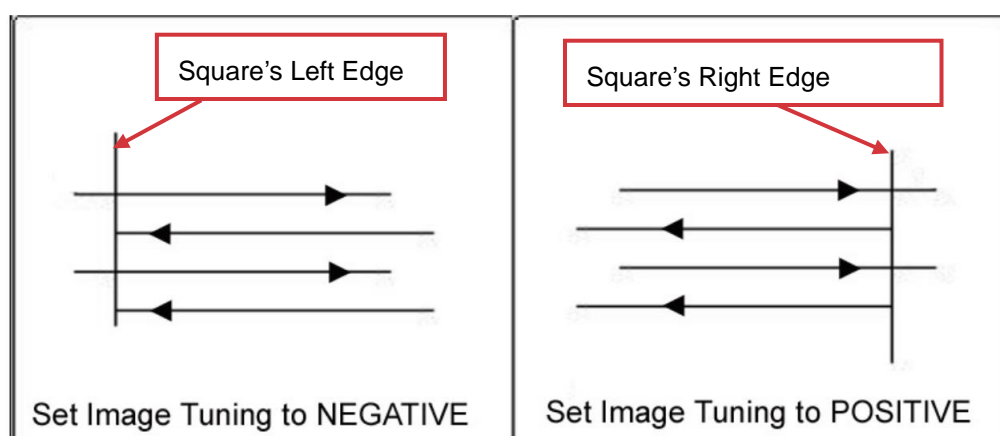 Square’s Left Edge
Square’s Right Edge
Set Image Tuning to NEGATIVE
Set Image Tuning to POSITIVE